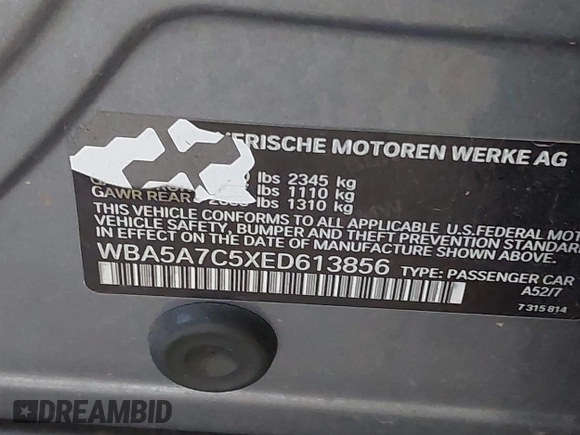 ERISCHE MOTOREN WERKE AG
lbs 2345 kg
lbs 1110 kg
GAWR REAR lbs 1310 kg
THIS VEHICLE CONFORMS TO ALL APPLICABLE U.S.FEDERAL MOT
VEHICLE SAFETY, BUMPER AND THEFT PREVENTION STAND
IN EFFECT ON THE DATE OF MANUFACTURE SHOWN ABOVE.
WBA5A7C5XED613856 TYPE: PASSENGER CAR
A52/7
7 315 814
DREAMBID